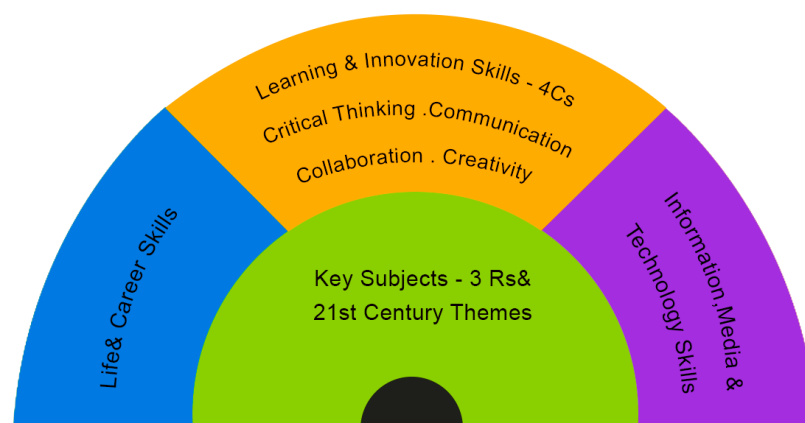 Learning & Innovation Skills - 4Cs
Critical Thinking .Communication
Collaboration . Creativity
Life& Career Skills
Key Subjects - 3 Rs&
21st Century Themes
Information,Media &
Technology Skills